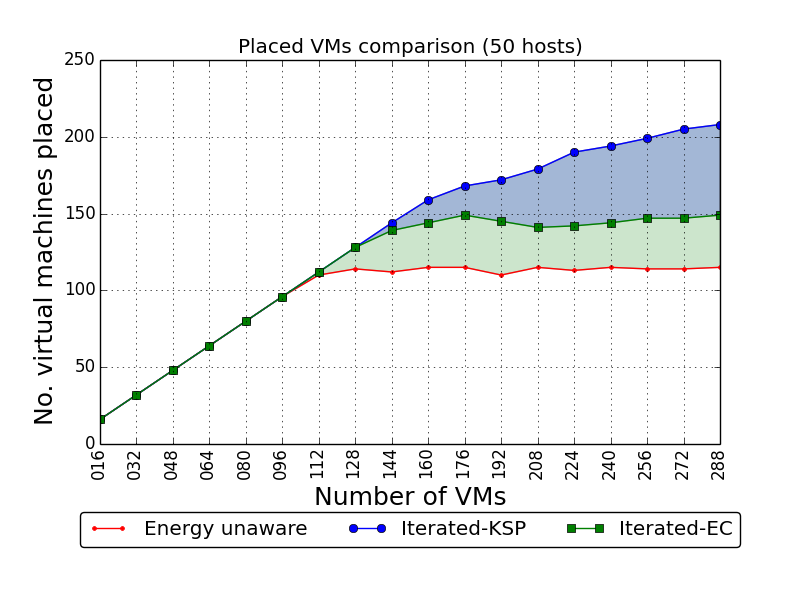 Placed VMs comparison (50 hosts)
No. virtual machines placed
250
200
150
100
50
0
016 032 048 064 080 096 112 128 144 160 176 192 208 224 240 256 272 288
Number of VMs
Energy unaware Iterated-KSP Iterated-EC